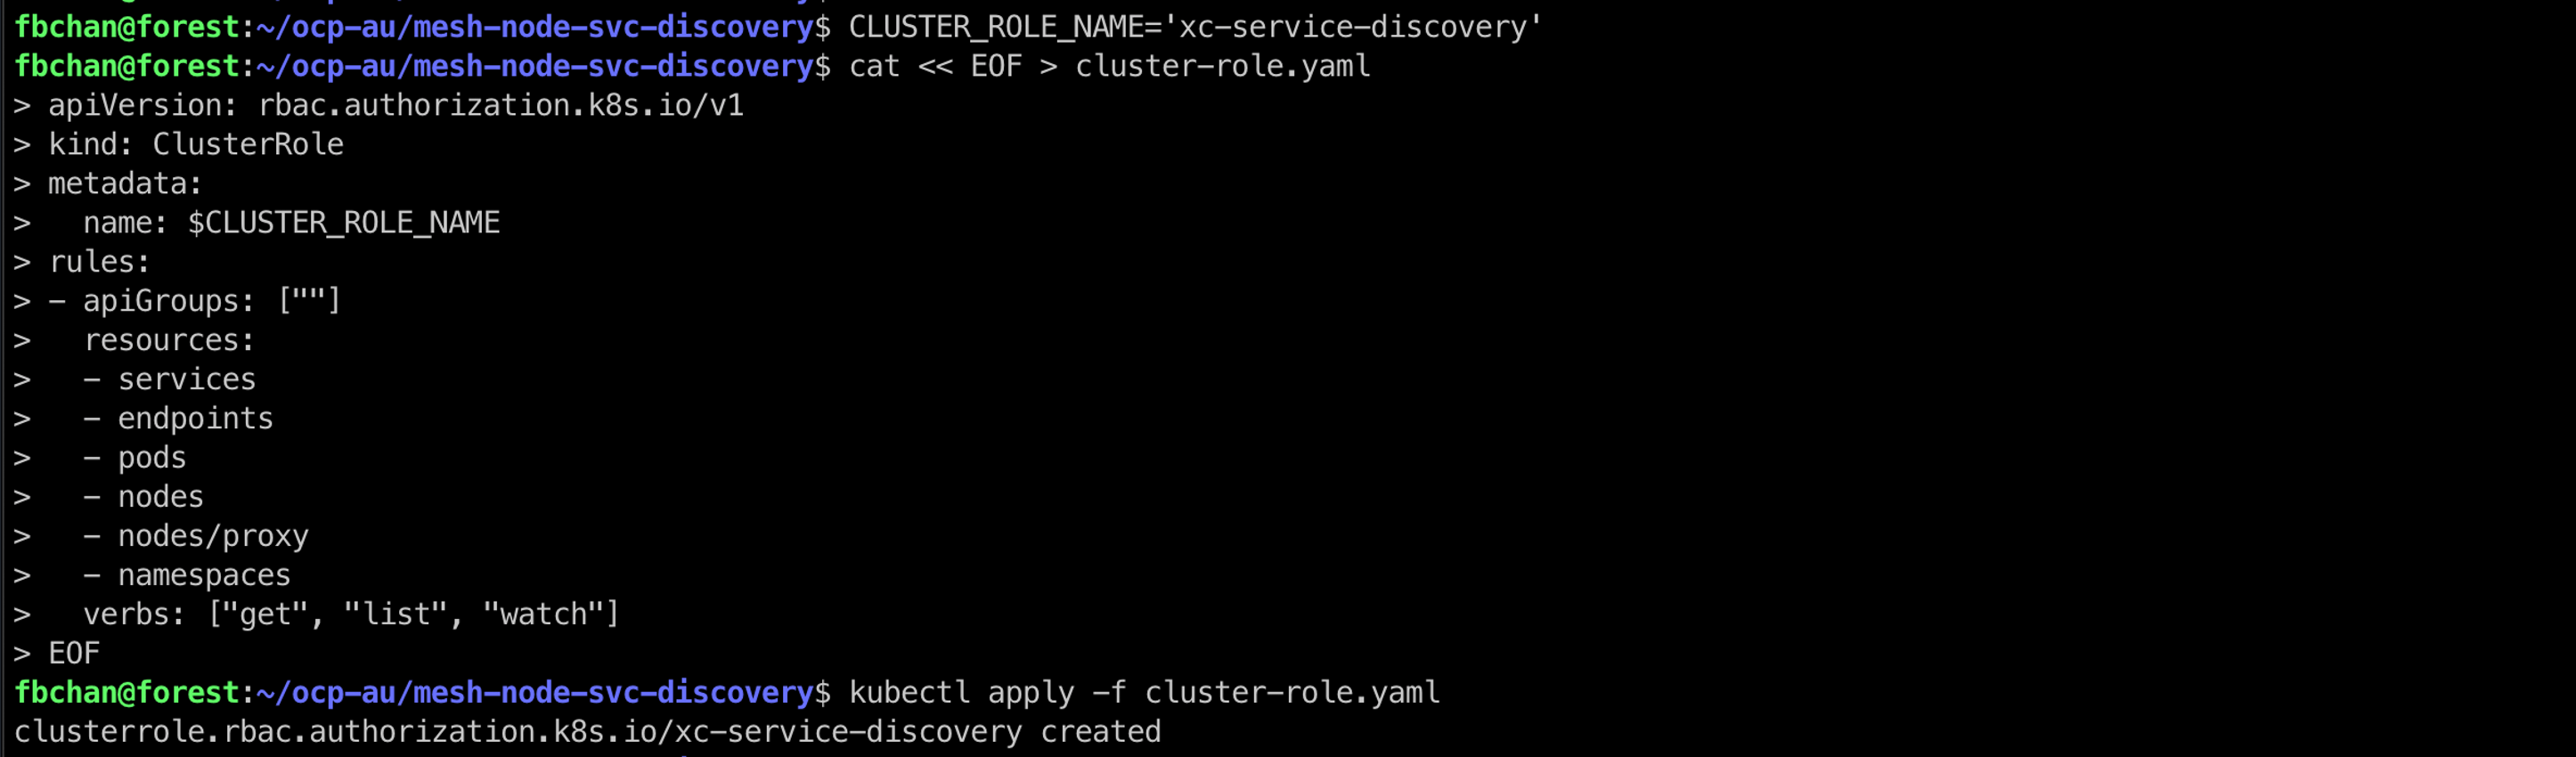 fbchan@forest:~/ocp-au/mesh-node-svc-discovery$ CLUSTER_ROLE_NAME='xc-service-discovery'
fbchan@forest:~/ocp-au/mesh-node-svc-discovery$ cat << EOF > cluster-role.yaml
> apiVersion: rbac.authorization.k8s.io/v1
> kind: ClusterRole
> metadata:
>   name: $CLUSTER_ROLE_NAME
> rules:
> - apiGroups: [""]
>   resources:
>   - services
>   - endpoints
>   - pods
>   - nodes
>   - nodes/proxy
>   - namespaces
>   verbs: ["get", "list", "watch"]
> EOF
fbchan@forest:~/ocp-au/mesh-node-svc-discovery$ kubectl apply -f cluster-role.yaml
clusterrole.rbac.authorization.k8s.io/xc-service-discovery created